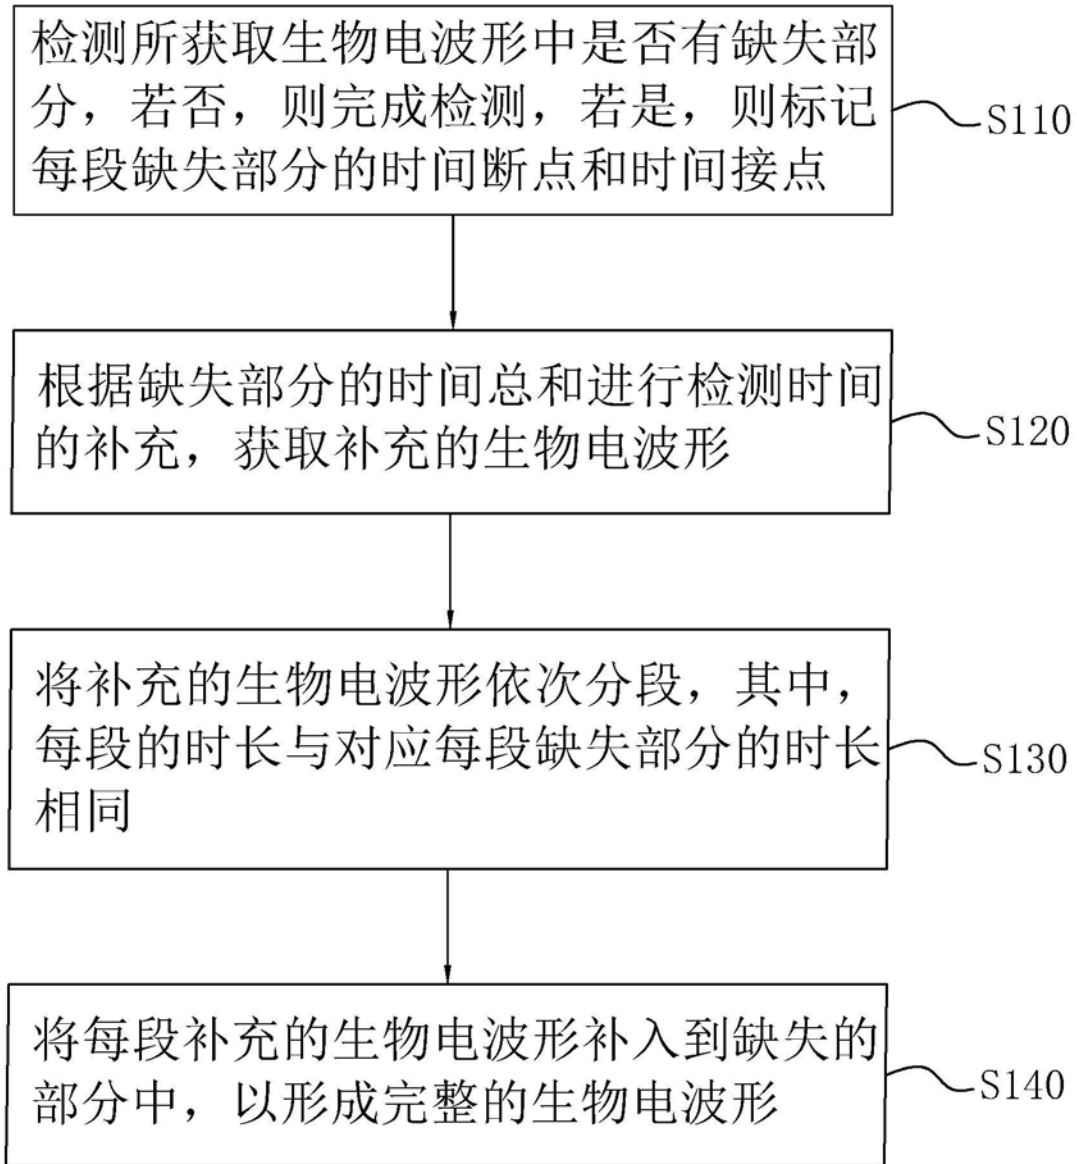 检测所获取生物电波形中是否有缺失部
分，若否，则完成检测，若是，则标记
每段缺失部分的时间断点和时间接点
S110
根据缺失部分的时间总和进行检测时间
的补充，获取补充的生物电波形
S120
将补充的生物电波形依次分段，其中，
每段的时长与对应每段缺失部分的时长
相同
S130
将每段补充的生物电波形补入到缺失的
部分中，以形成完整的生物电波形
S140